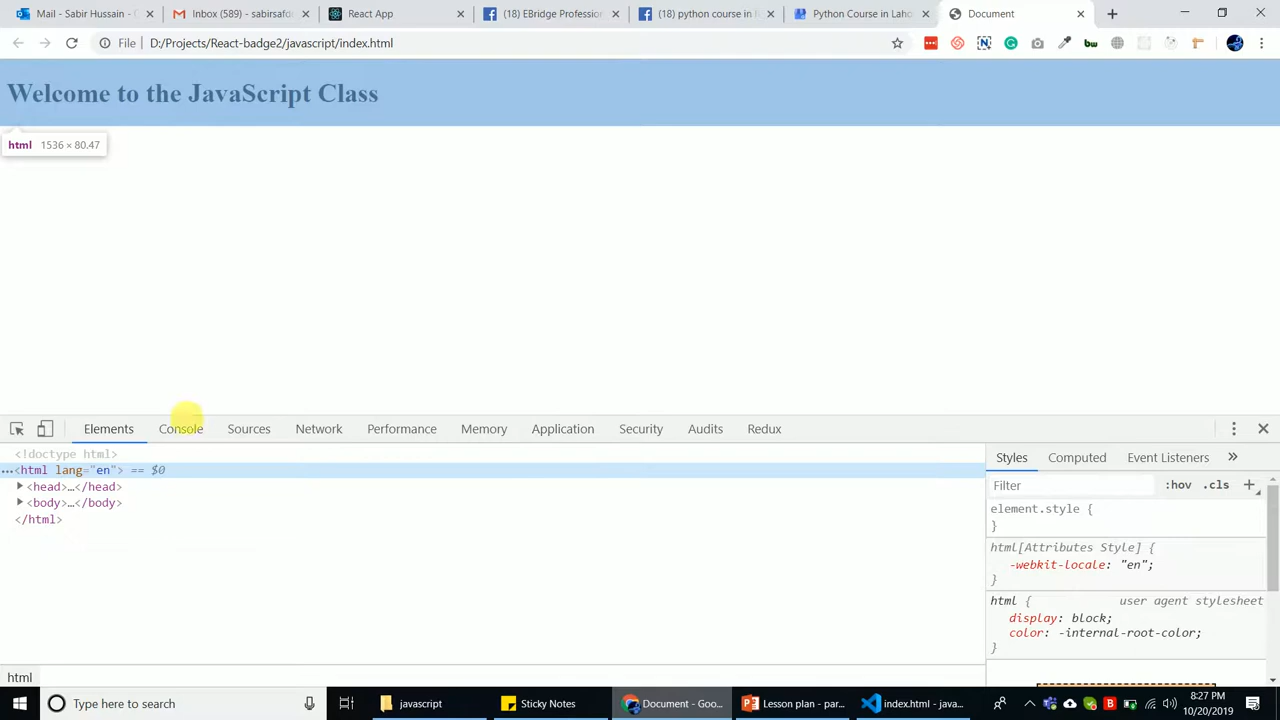 Mail - Sabir Hussain -
Inbox (589) - sabirsafd
React App
(18) EBridge Profession
(18) python course in
Python Course in Laho
Document
File D:/Projects/React-badge2/javascript/index.html
Welcome to the JavaScript Class
html 1536 × 80.47
Elements Console Sources Network Performance Memory Application Security Audits Redux
<!doctype html>
…<html lang="en"> == $0
<head>…</head>
<body>…</body>
</html>
html
Styles Computed Event Listeners »
Filter :hov .cls +
element.style {
}
html[Attributes Style] {
-webkit-locale: "en";
}
html { user agent stylesheet
display: block;
color: -internal-root-color;
}
Type here to search
javascript
Sticky Notes
Document - Goo...
Lesson plan - par...
index.html - java...
8:27 PM
10/20/2019